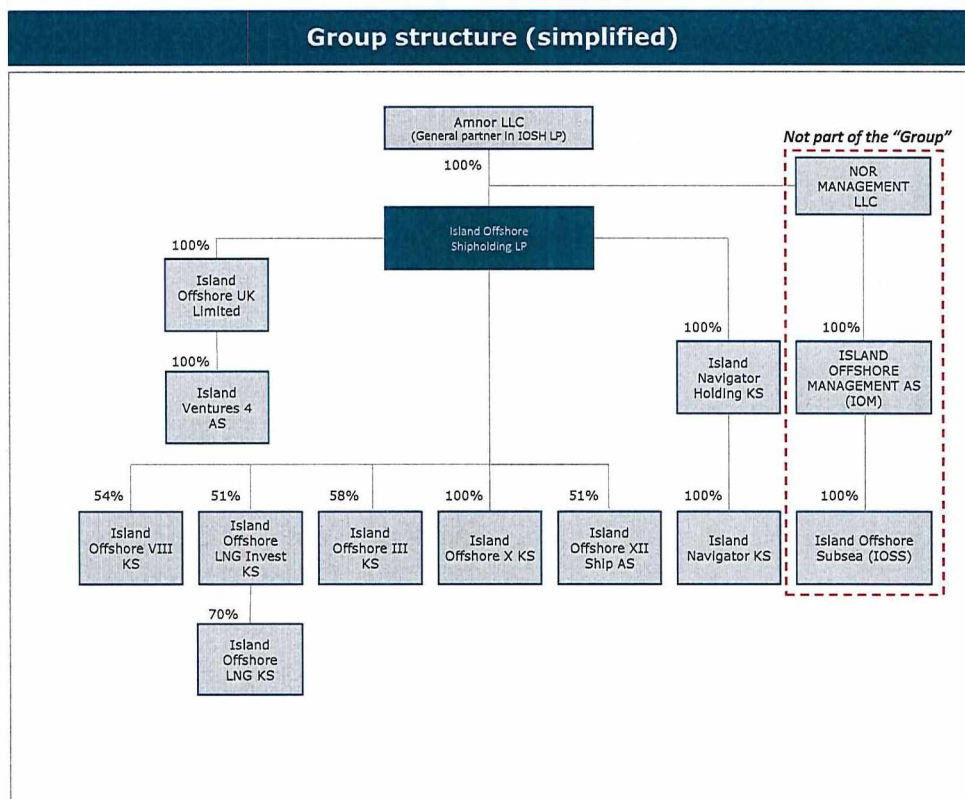 Group structure (simplified)
Amnor LLC
(General partner in IOSH LP)
Not part of the "Group"
100%
NOR
MANAGEMENT
LLC
Island Offshore
Shipholding LP
100%
Island
Offshore UK
Limited
100%
Island
Ventures 4
AS
100%
Island
Navigator
Holding KS
100%
ISLAND
OFFSHORE
MANAGEMENT AS
(IOM)
54%
Island
Offshore VIII
KS
51%
Island
Offshore
LNG Invest
KS
58%
Island
Offshore III
KS
100%
Island
Offshore X KS
51%
Island
Offshore XII
Ship AS
100%
Island
Navigator KS
100%
Island Offshore
Subsea (IOSS)
70%
Island
Offshore
LNG KS